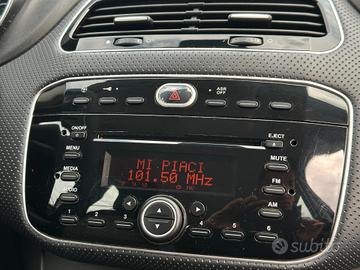 ASR
OFF
ON/OFF
EJECT
MENU
MUTE
MI PIACI
MEDIA
101.50 MHz
FM
AUDIO
AM
1
2
3
4
5
6
subito